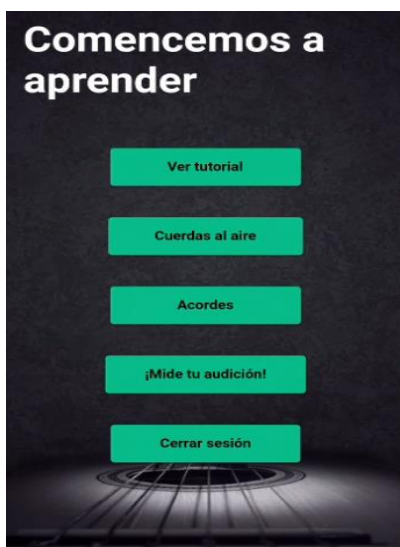 Comencemos a
aprender
Ver tutorial
Cuerdas al aire
Acordes
¡Mide tu audición!
Cerrar sesión